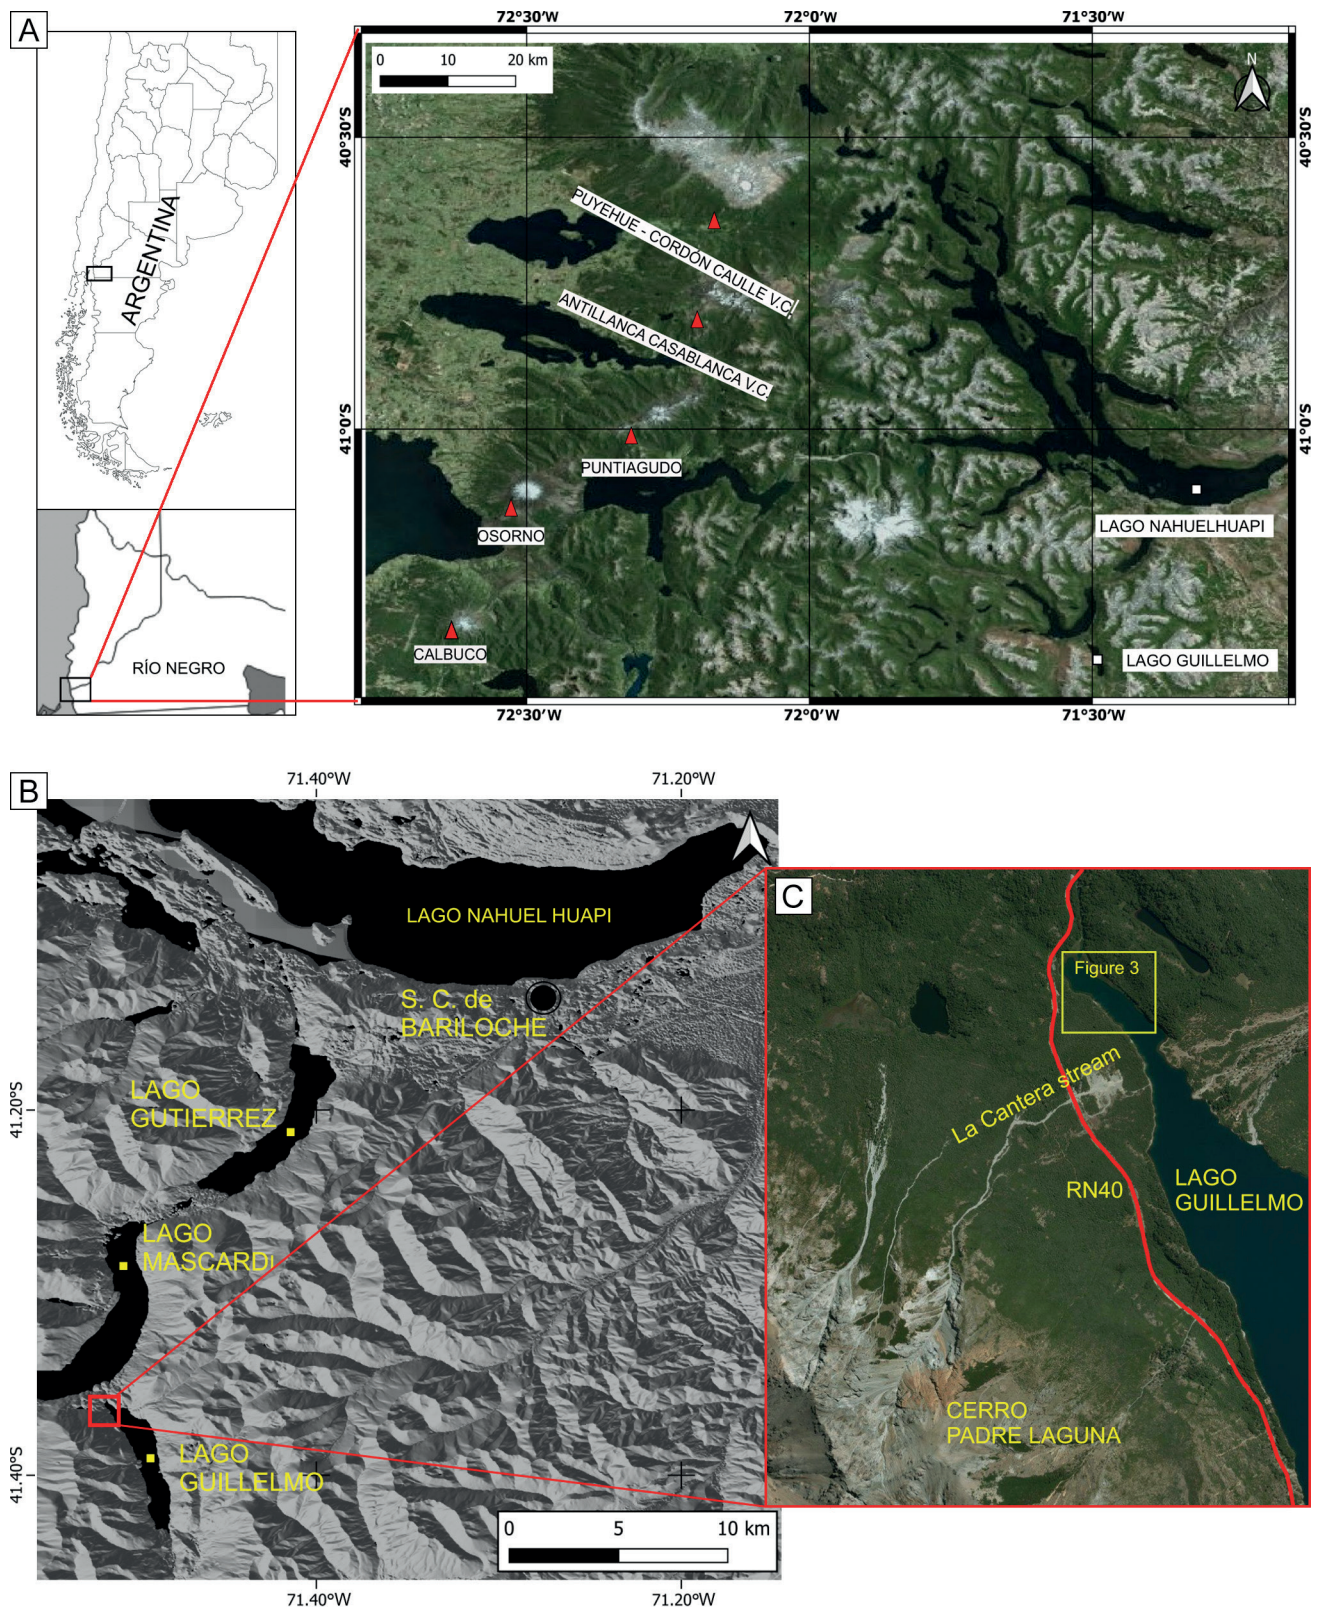 A
72°30'W
72°0'W
71°30'W
0
10
20 km
N
40°30'S
40°30'S
ARGENTINA
PUYEHUE - CORDÓN CAULLE V.C.
ANTILLANCA CASABLANCA V.C.
41°0'S
41°0'S
PUNTIAGUDO
OSORNO
LAGO NAHUELHUAPI
CALBUCO
LAGO GUILLELMO
RÍO NEGRO
72°30'W
72°0'W
71°30'W
B
71.40°W
71.20°W
LAGO NAHUEL HUAPI
S. C. de
BARILOCHE
LAGO
GUTIERREZ
41.20°S
LAGO
MASCARDI
LAGO
GUILLELMO
41.40°S
0
5
10 km
71.40°W
71.20°W
C
Figure 3
La Cantera stream
RN40
LAGO
GUILLELMO
CERRO
PADRE LAGUNA